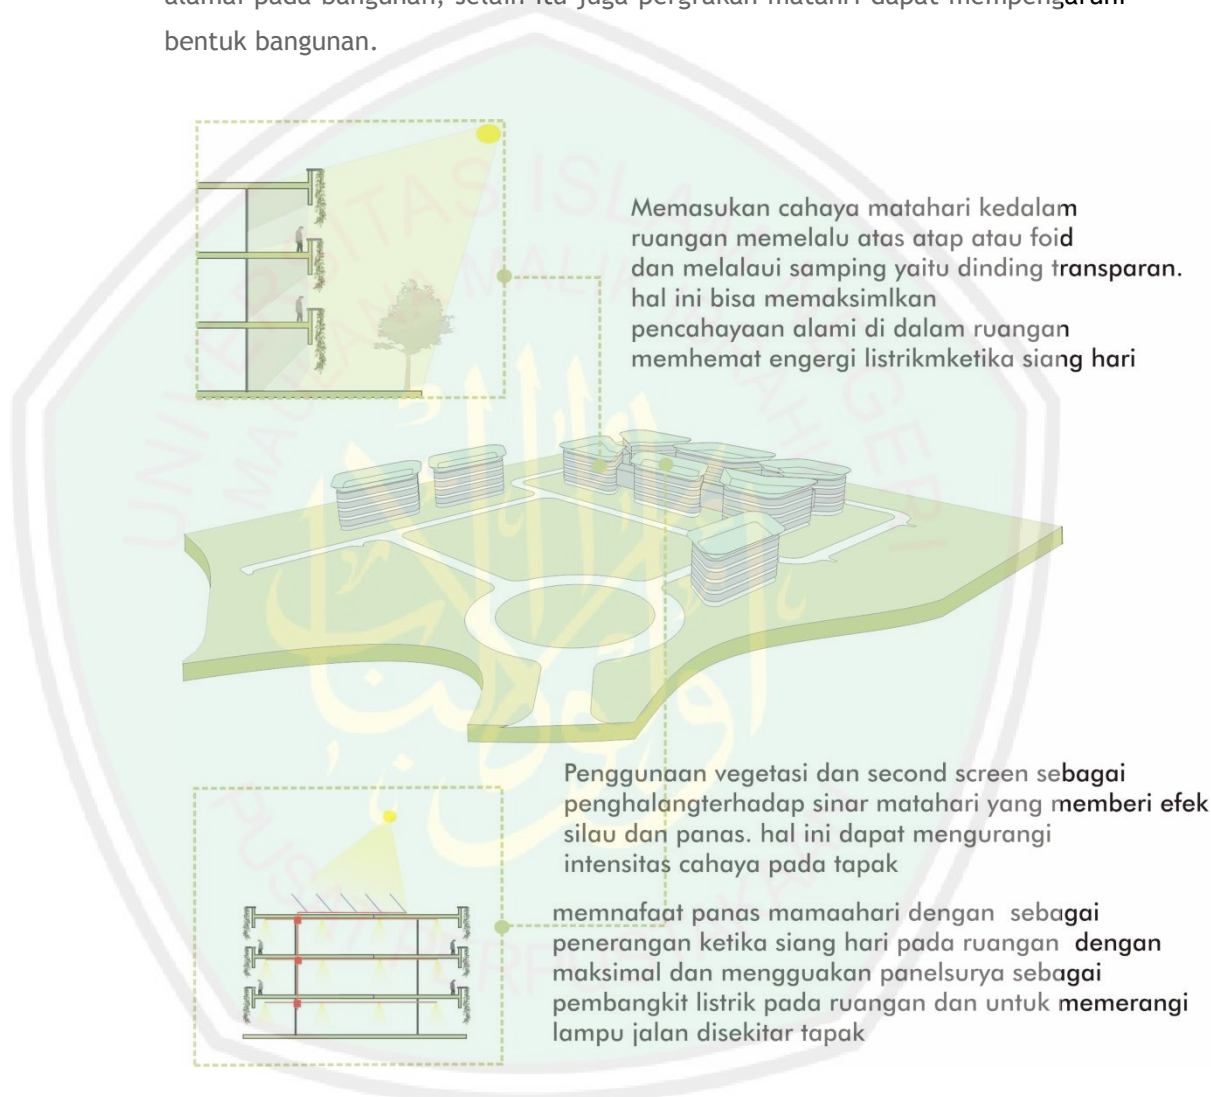 alamai pada bangunan, selain itu juga pergrakan matahri dapat mempengaruhi
bentuk bangunan.
Memasukan cahaya matahari kedalam
ruangan memelalu atas atap atau foid
dan melalaui samping yaitu dinding transparan.
hal ini bisa memaksimlkan
pencahayaan alami di dalam ruangan
memhemat engergi listrikmketika siang hari
Penggunaan vegetasi dan second screen sebagai
penghalangterhadap sinar matahari yang memberi efek
silau dan panas. hal ini dapat mengurangi
intensitas cahaya pada tapak
memnafaat panas mamaahari dengan sebagai
penerangan ketika siang hari pada ruangan dengan
maksimal dan mengguakan panelsurya sebagai
pembangkit listrik pada ruangan dan untuk memerangi
lampu jalan disekitar tapak